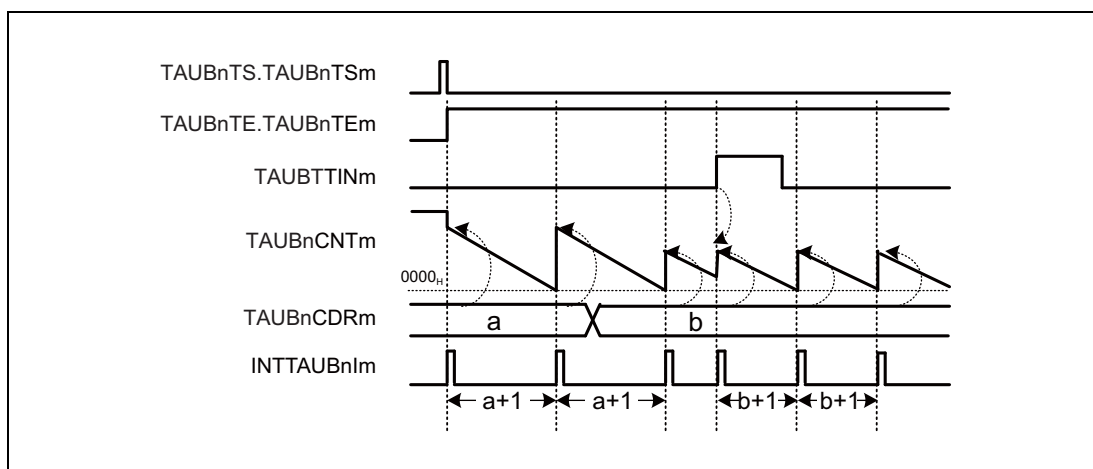 TAUBnTS.TAUBnTSm
TAUBnTE.TAUBnTEm
TAUBTTINm
TAUBnCNTm
0000H
TAUBnCDRm
a
b
INTTAUBnIm
a+1
a+1
b+1
b+1